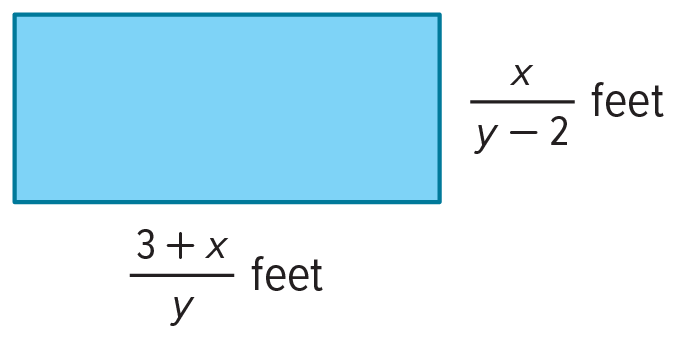 x
y − 2
feet
3 + x
y
feet